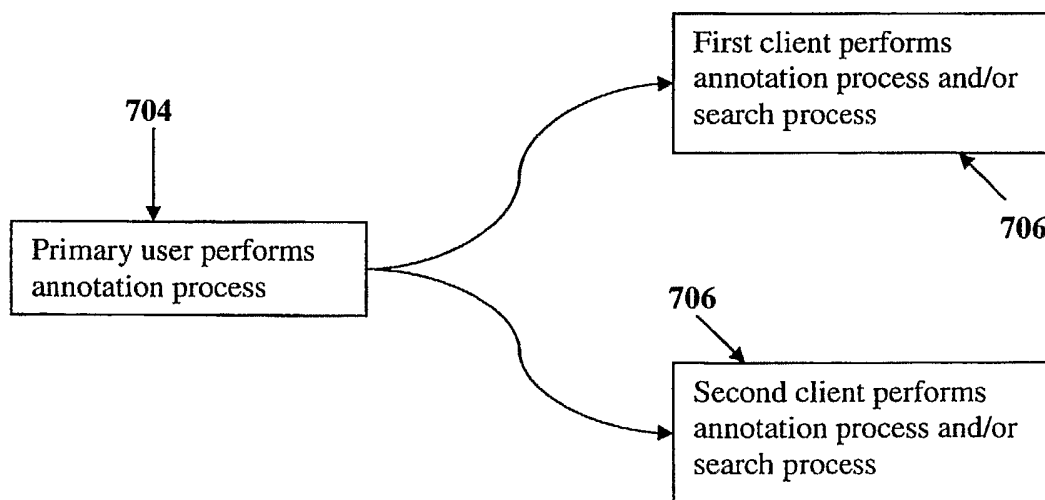 First client performs
annotation process and/or
search process
704
706
Primary user performs
annotation process
706
Second client performs
annotation process and/or
search process